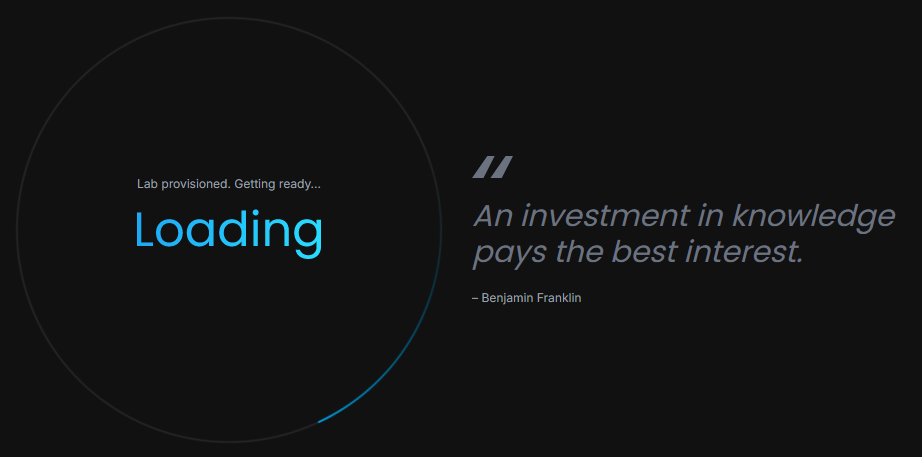 Lab provisioned. Getting ready...
Loading
"
An investment in knowledge
pays the best interest.
– Benjamin Franklin